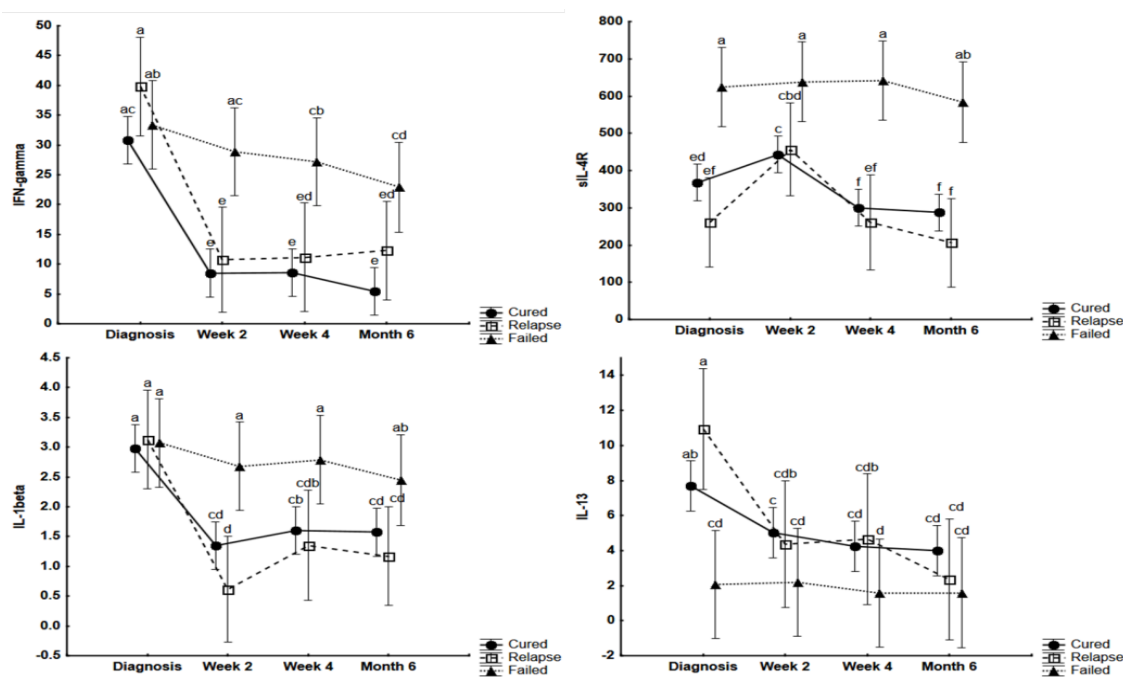 50
45
40
35
30
25
20
15
10
5
0
IFN-gamma
ac
a
ab
e
e
ac
e
ed
cb
e
ed
cd
Diagnosis
Week 2
Week 4
Month 6
Cured
Relapse
Failed
800
700
600
500
400
300
200
100
0
sIL-4R
ed
ef
a
c
cbd
a
f
ef
a
f
f
ab
Diagnosis
Week 2
Week 4
Month 6
Cured
Relapse
Failed
4.5
4.0
3.5
3.0
2.5
2.0
1.5
1.0
0.5
0.0
-0.5
IL-1beta
a
a
a
cd
d
a
cb
cdb
a
cd
cd
ab
Diagnosis
Week 2
Week 4
Month 6
Cured
Relapse
Failed
14
12
10
8
6
4
2
0
-2
IL-13
ab
a
cd
c
cdb
cd
cd
cdb
d
cd
cd
cd
Diagnosis
Week 2
Week 4
Month 6
Cured
Relapse
Failed